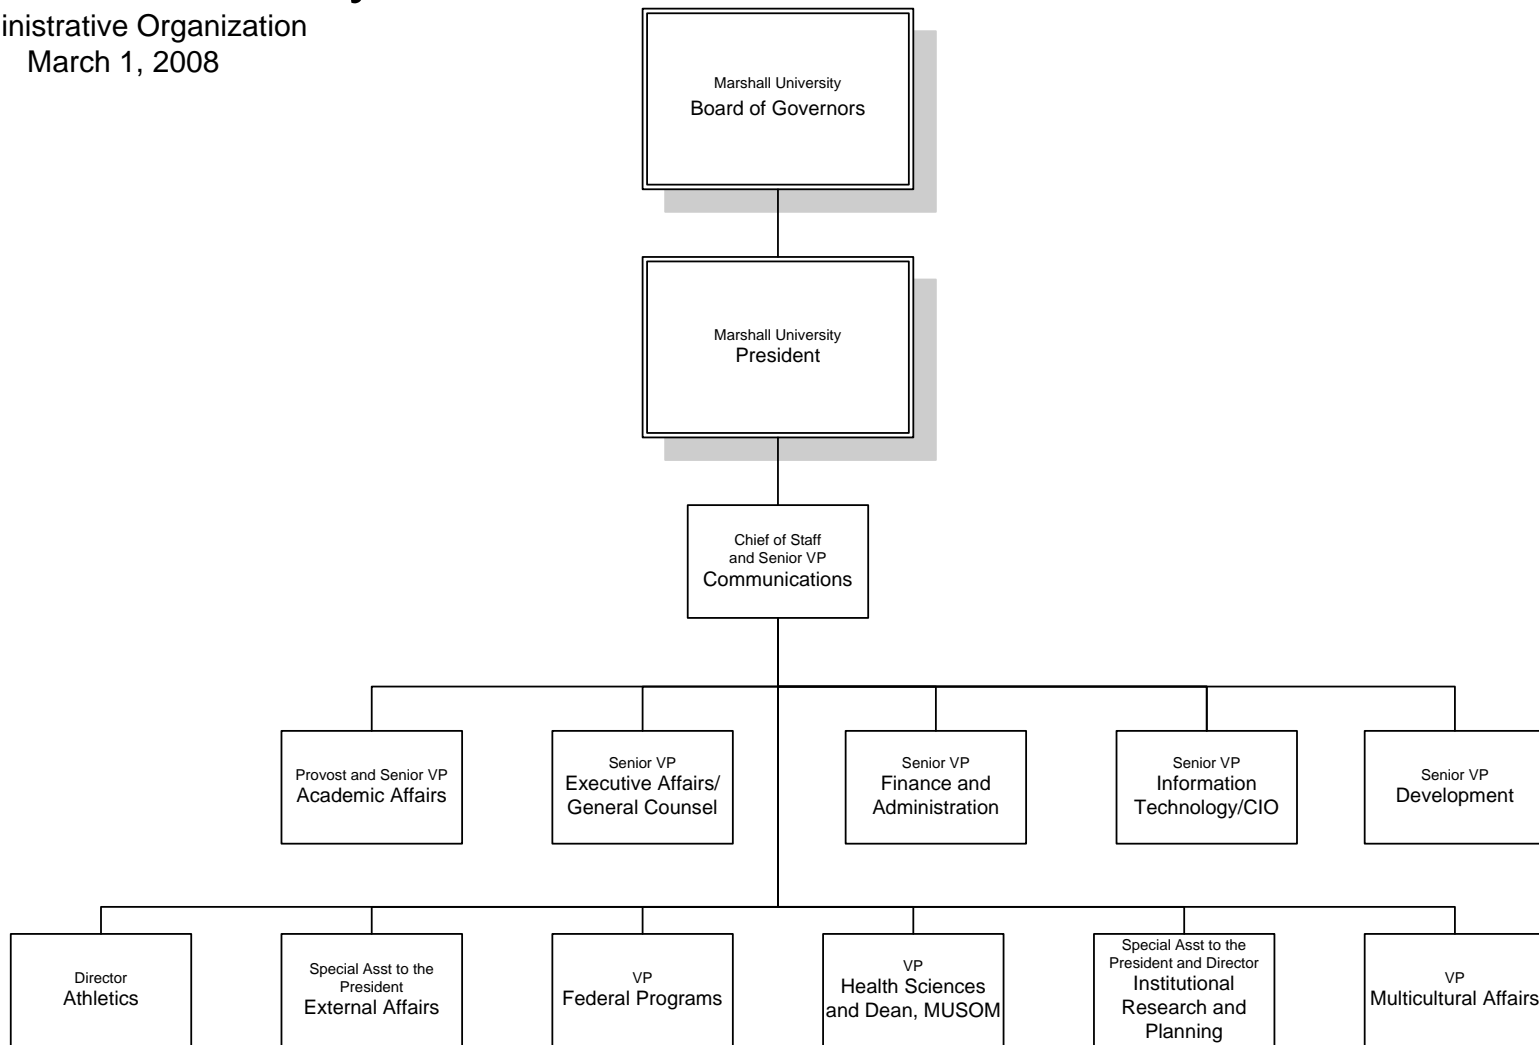 Administrative Organization
March 1, 2008
Marshall University
Board of Governors
Marshall University
President
Chief of Staff
and Senior VP
Communications
Provost and Senior VP
Academic Affairs
Senior VP
Executive Affairs/
General Counsel
Senior VP
Finance and
Administration
Senior VP
Information
Technology/CIO
Senior VP
Development
Director
Athletics
Special Asst to the
President
External Affairs
VP
Federal Programs
VP
Health Sciences
and Dean, MUSOM
Special Asst to the
President and Director
Institutional
Research and
Planning
VP
Multicultural Affairs